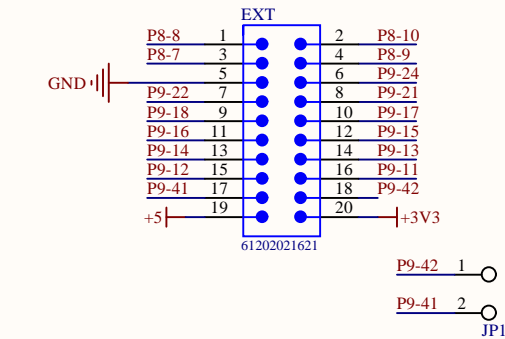 EXT
P8-8 1 2 P8-10
P8-7 3 4 P8-9
GND 5 6 P9-24
P9-22 7 8 P9-21
P9-18 9 10 P9-17
P9-16 11 12 P9-15
P9-14 13 14 P9-13
P9-12 15 16 P9-11
P9-41 17 18 P9-42
+5 19 20 +3V3
61202021621
P9-42 1
P9-41 2
JP1